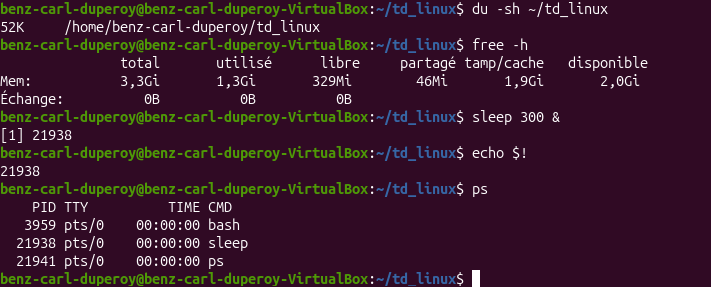 benz-carl-duperoy@benz-carl-duperoy-VirtualBox:~/td_linux$ du -sh ~/td_linux
52K     /home/benz-carl-duperoy/td_linux
benz-carl-duperoy@benz-carl-duperoy-VirtualBox:~/td_linux$ free -h
               total       utilisé      libre     partagé tamp/cache   disponible
Mem:           3,3Gi       1,3Gi       329Mi        46Mi       1,9Gi       2,0Gi
Échange:          0B          0B          0B
benz-carl-duperoy@benz-carl-duperoy-VirtualBox:~/td_linux$ sleep 300 &
[1] 21938
benz-carl-duperoy@benz-carl-duperoy-VirtualBox:~/td_linux$ echo $!
21938
benz-carl-duperoy@benz-carl-duperoy-VirtualBox:~/td_linux$ ps
    PID TTY          TIME CMD
   3959 pts/0    00:00:00 bash
  21938 pts/0    00:00:00 sleep
  21941 pts/0    00:00:00 ps
benz-carl-duperoy@benz-carl-duperoy-VirtualBox:~/td_linux$